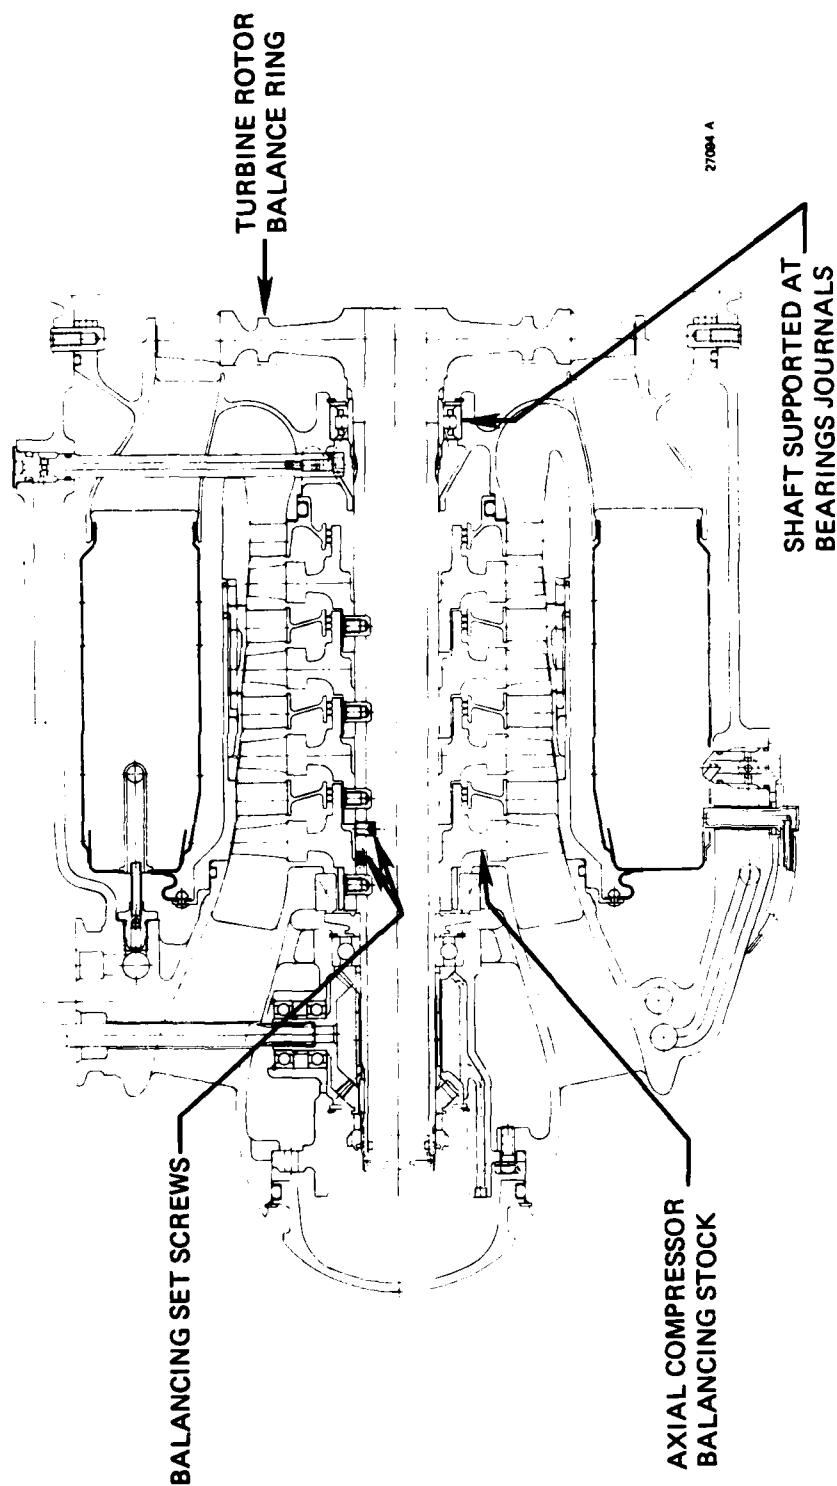 TURBINE ROTOR
BALANCE RING
BALANCING SET SCREWS
27094 A
SHAFT SUPPORTED AT
BEARINGS JOURNALS
AXIAL COMPRESSOR
BALANCING STOCK